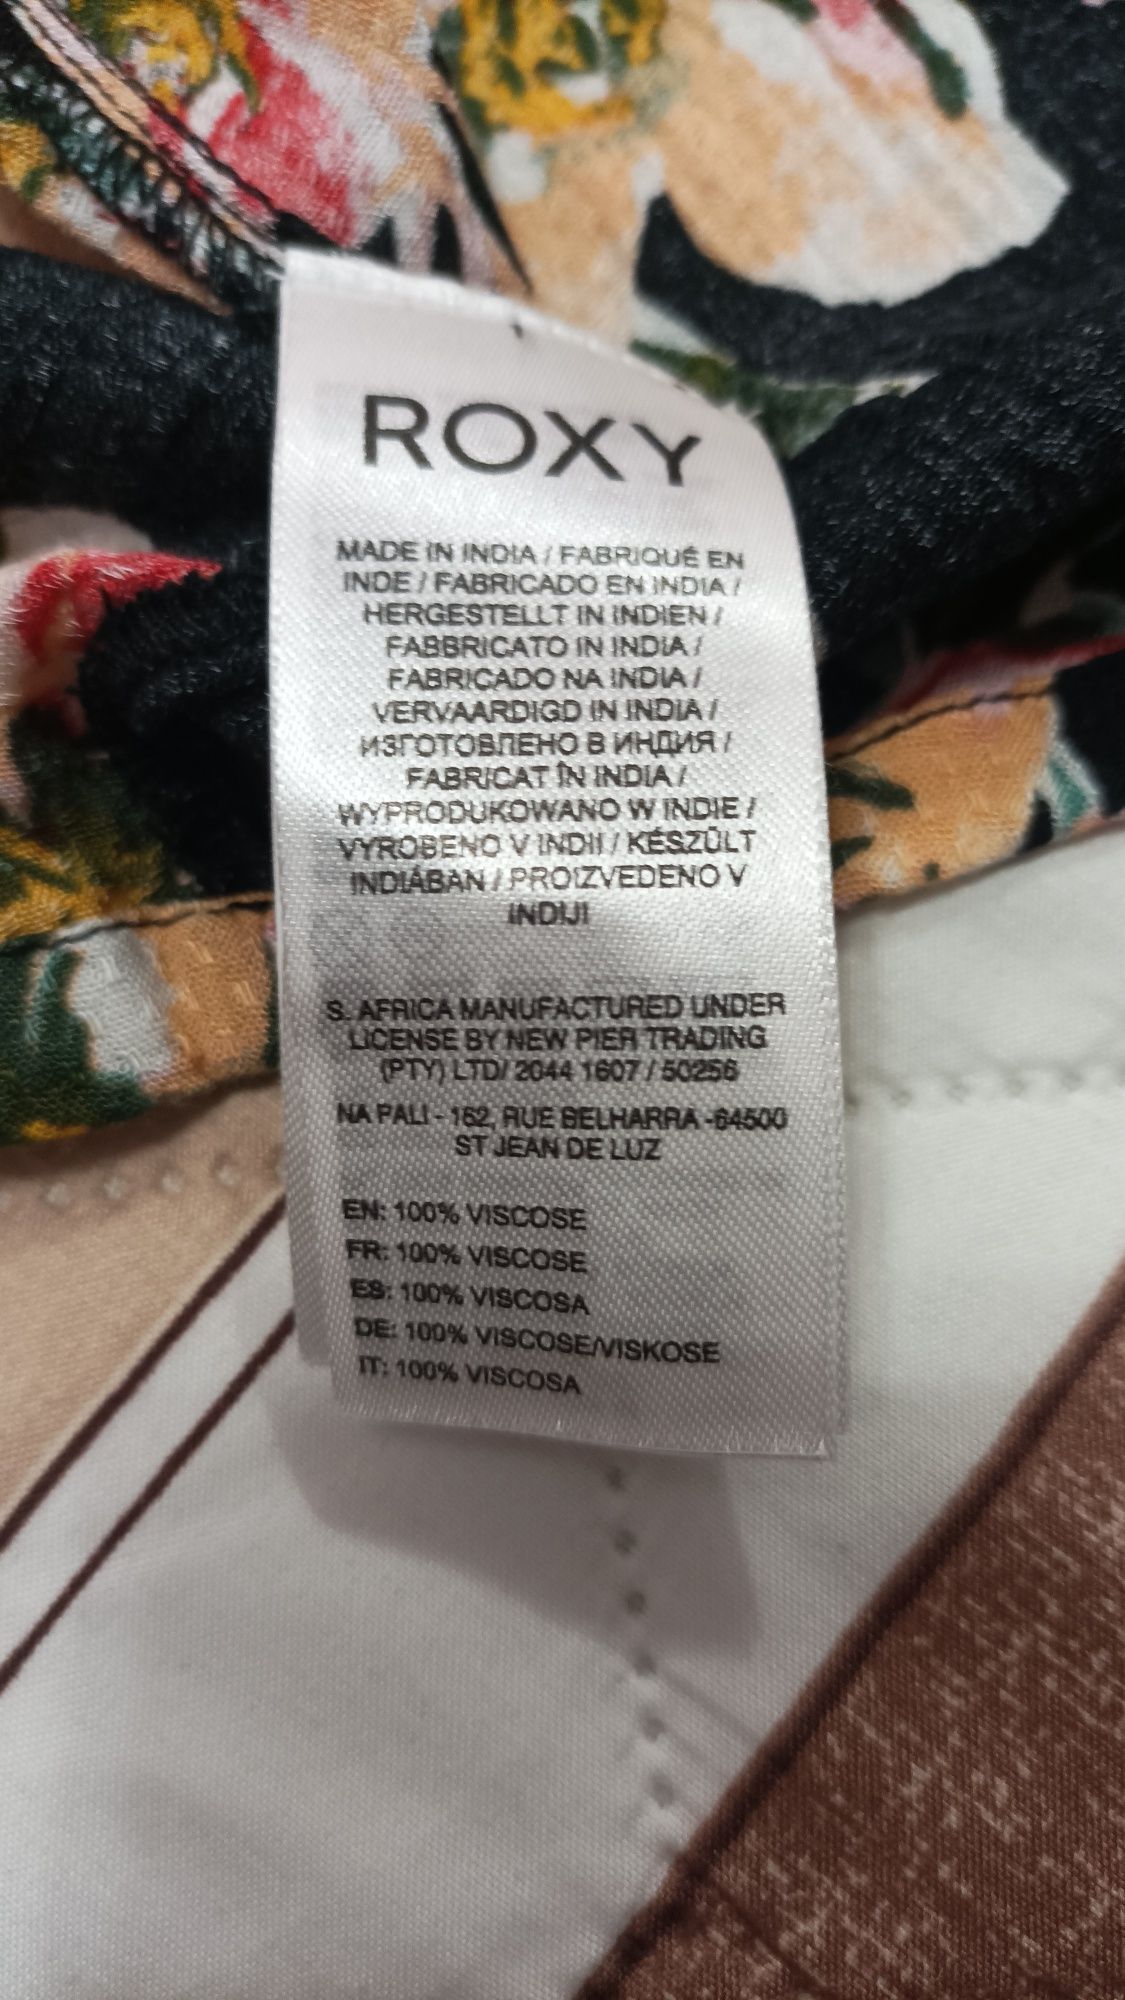 ROXY
MADE IN INDIA / FABRIQUÉ EN
INDE / FABRICADO EN INDIA /
HERGESTELLT IN INDIEN /
FABBRICATO IN INDIA /
FABRICADO NA INDIA /
VERVAARDIGD IN INDIA /
ИЗГОТОВЛЕНО В ИНДИЯ /
FABRICAT ÎN INDIA /
WYPRODUKOWANO W INDIE /
VYROBENO V INDII / KÉSZÜLT
INDIÁBAN / PROIZVEDENO V
INDIJI
S. AFRICA MANUFACTURED UNDER
LICENSE BY NEW PIER TRADING
(PTY) LTD/ 2044 1607 / 50256
NA PALI - 162, RUE BELHARRA -64500
ST JEAN DE LUZ
EN: 100% VISCOSE
FR: 100% VISCOSE
ES: 100% VISCOSA
DE: 100% VISCOSE/VISKOSE
IT: 100% VISCOSA